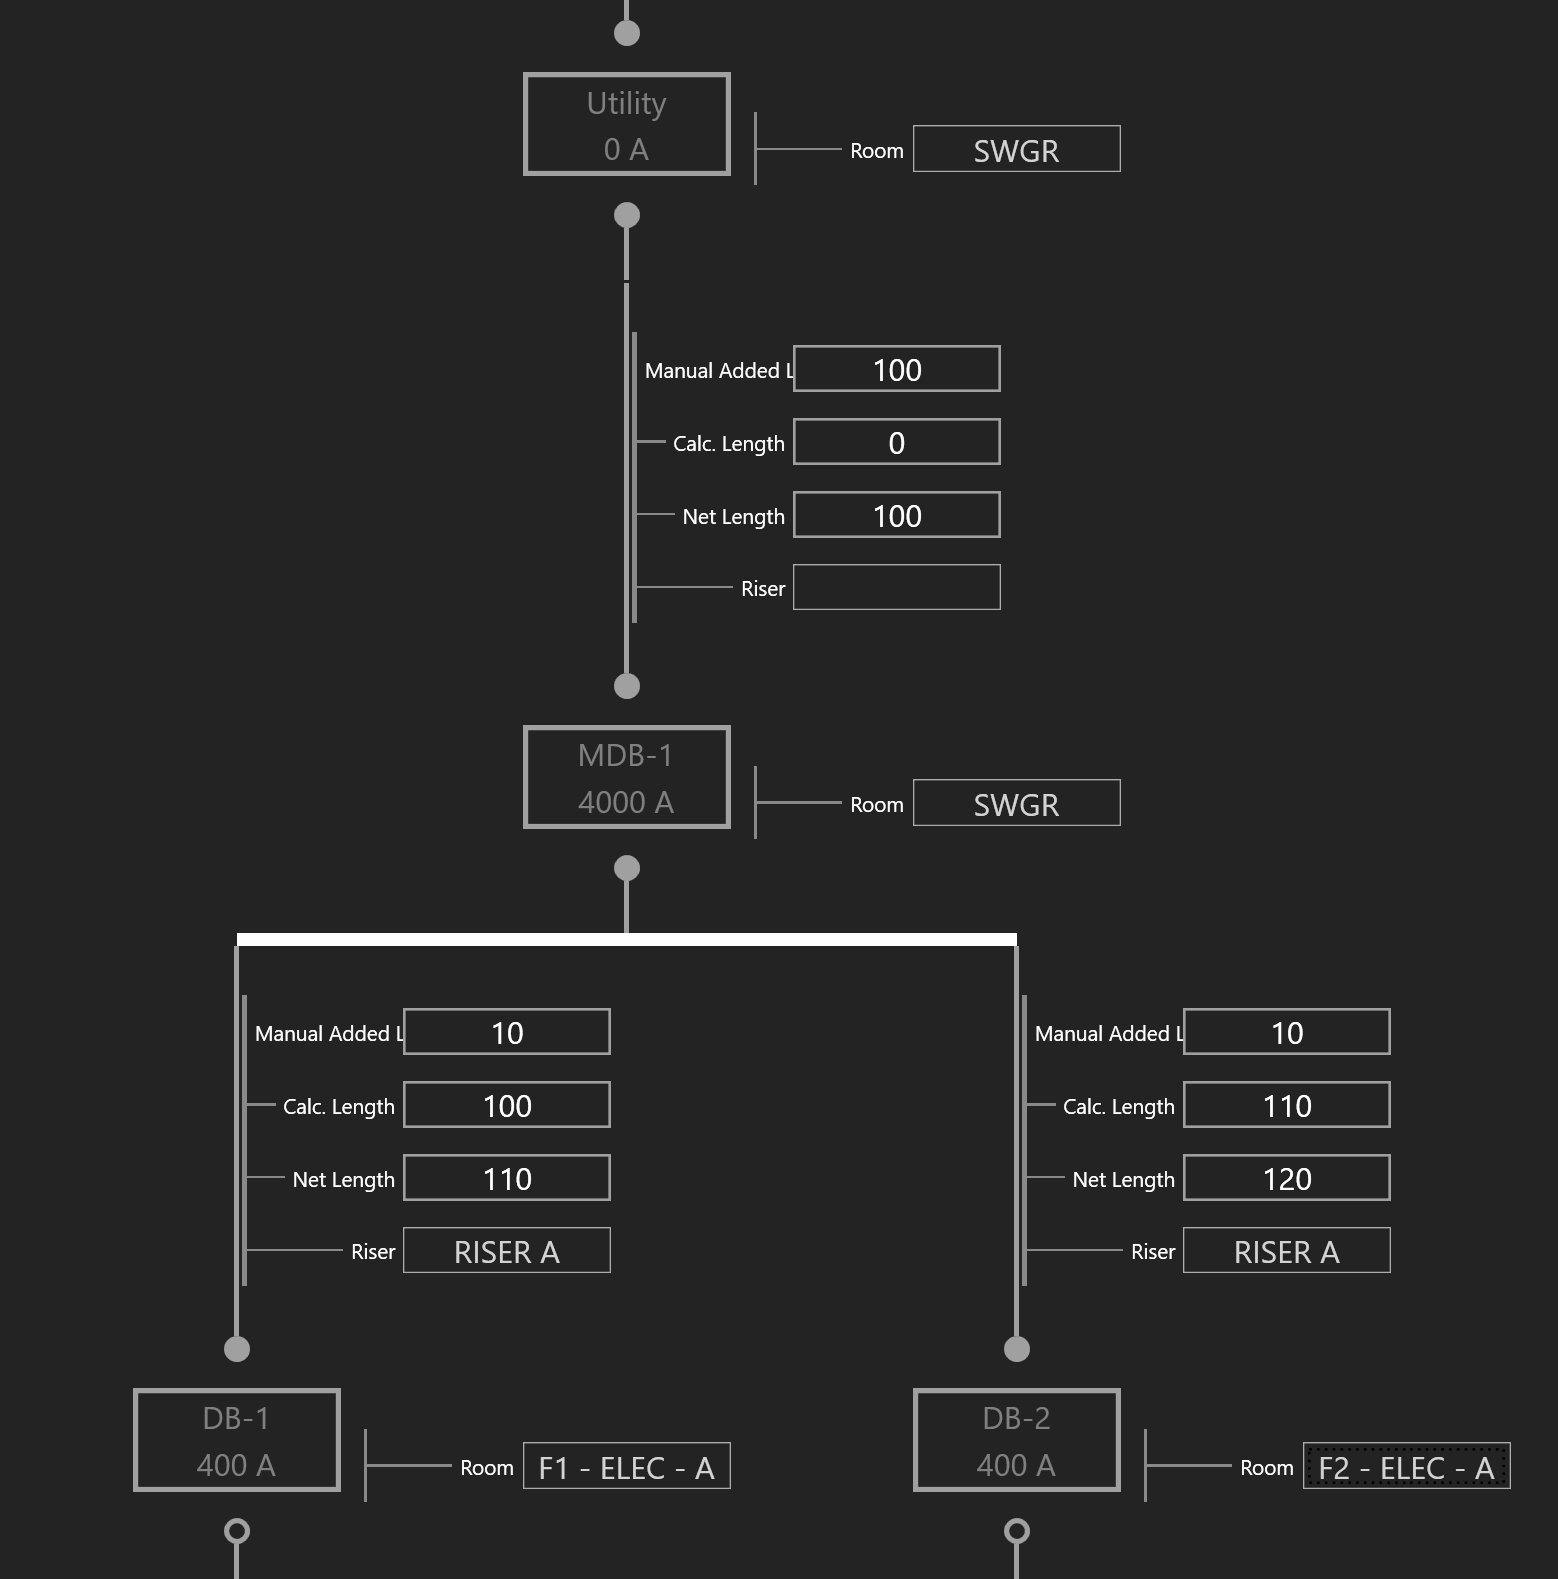 Utility
0 A
Room
SWGR
Manual Added L
100
Calc. Length
0
Net Length
100
Riser
MDB-1
4000 A
Room
SWGR
Manual Added L
10
Calc. Length
100
Net Length
110
Riser
RISER A
Manual Added L
10
Calc. Length
110
Net Length
120
Riser
RISER A
DB-1
400 A
Room
F1 - ELEC - A
DB-2
400 A
Room
F2 - ELEC - A